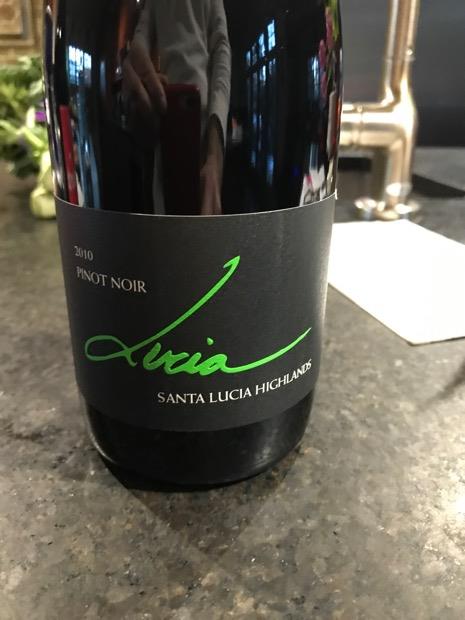 2010
PINOT NOIR
Lucia
SANTA LUCIA HIGHLANDS